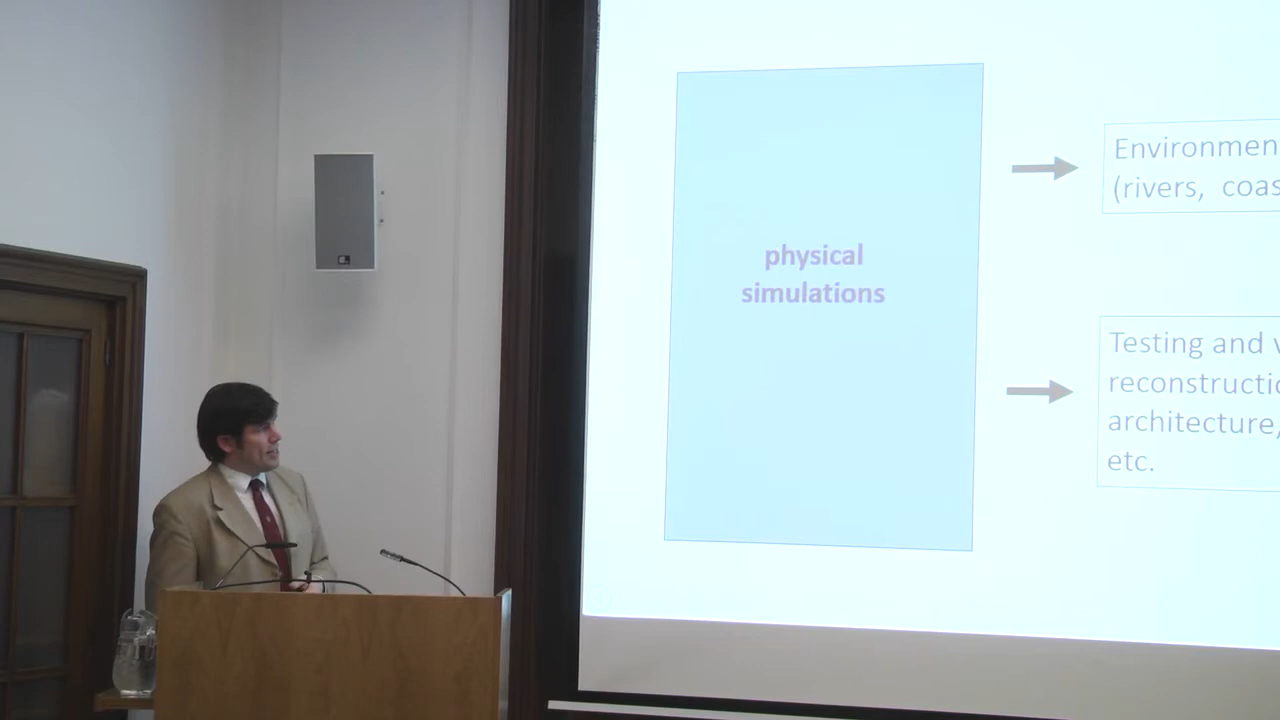 physical
simulations
Environmen
(rivers, coas
Testing and v
reconstructio
architecture,
etc.